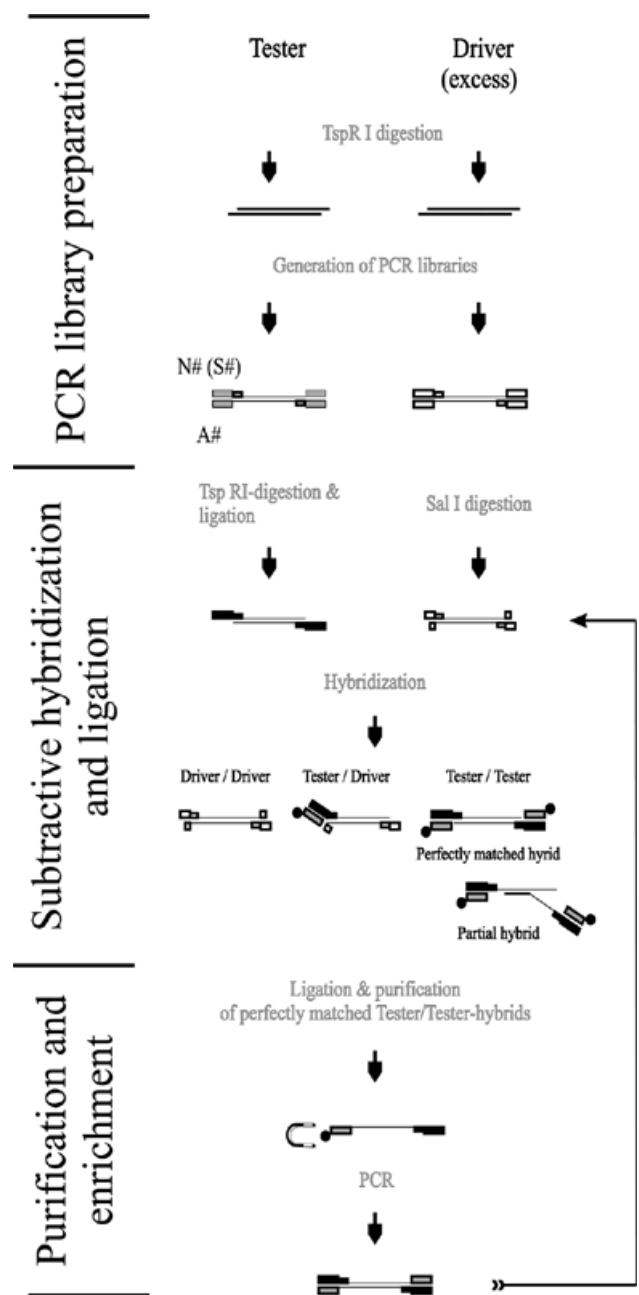 PCR library preparation
Tester
Driver
(excess)
TspR I digestion
Generation of PCR libraries
N# (S#)
A#
Subtractive hybridization
and ligation
Tsp RI-digestion &
ligation
Sal I digestion
Hybridization
Driver / Driver
Tester / Driver
Tester / Tester
Perfectly matched hyrid
Partial hybrid
Purification and
enrichment
Ligation & purification
of perfectly matched Tester/Tester-hybrids
PCR